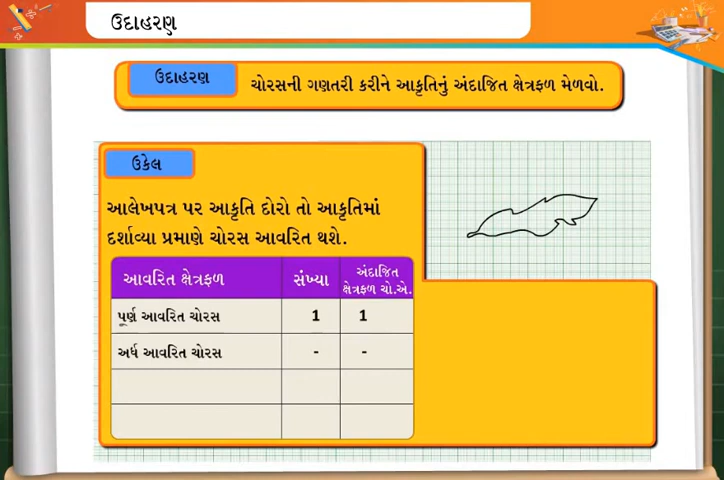 ઉદાહરણ
ઉદાહરણ
ચોરસની ગણતરી કરીને આકૃતિનું અંદાજિત ક્ષેત્રફળ મેળવો.
ઉકેલ
આલેખપત્ર પર આકૃતિ દોરો તો આકૃતિમાં
દર્શાવ્યા પ્રમાણે ચોરસ આવરિત થશે.
આવરિત ક્ષેત્રફળ સંખ્યા અંદાજિત ક્ષેત્રફળ ચો.એ.
પૂર્ણ આવરિત ચોરસ 1 1
અર્ધ આવરિત ચોરસ - -